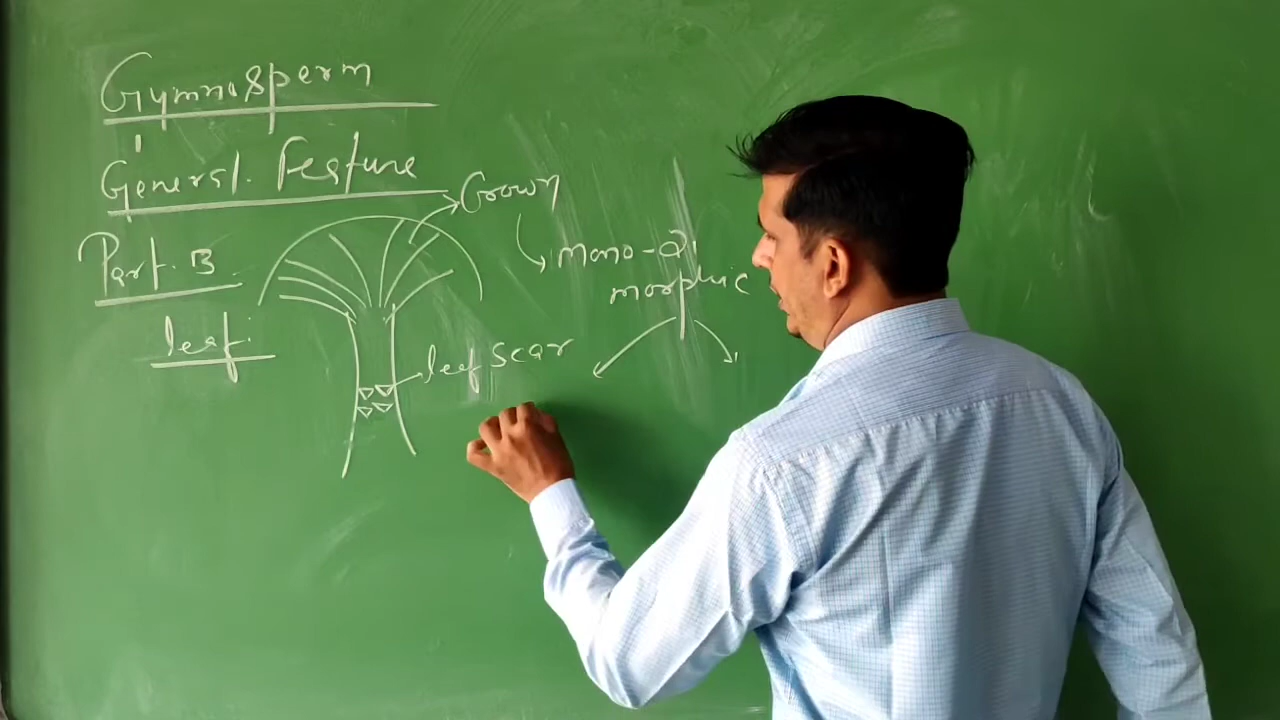 Gymnosperm
General. Feature
Part. B.
leaf.
Crown
mono-Di
morphic
leaf scar